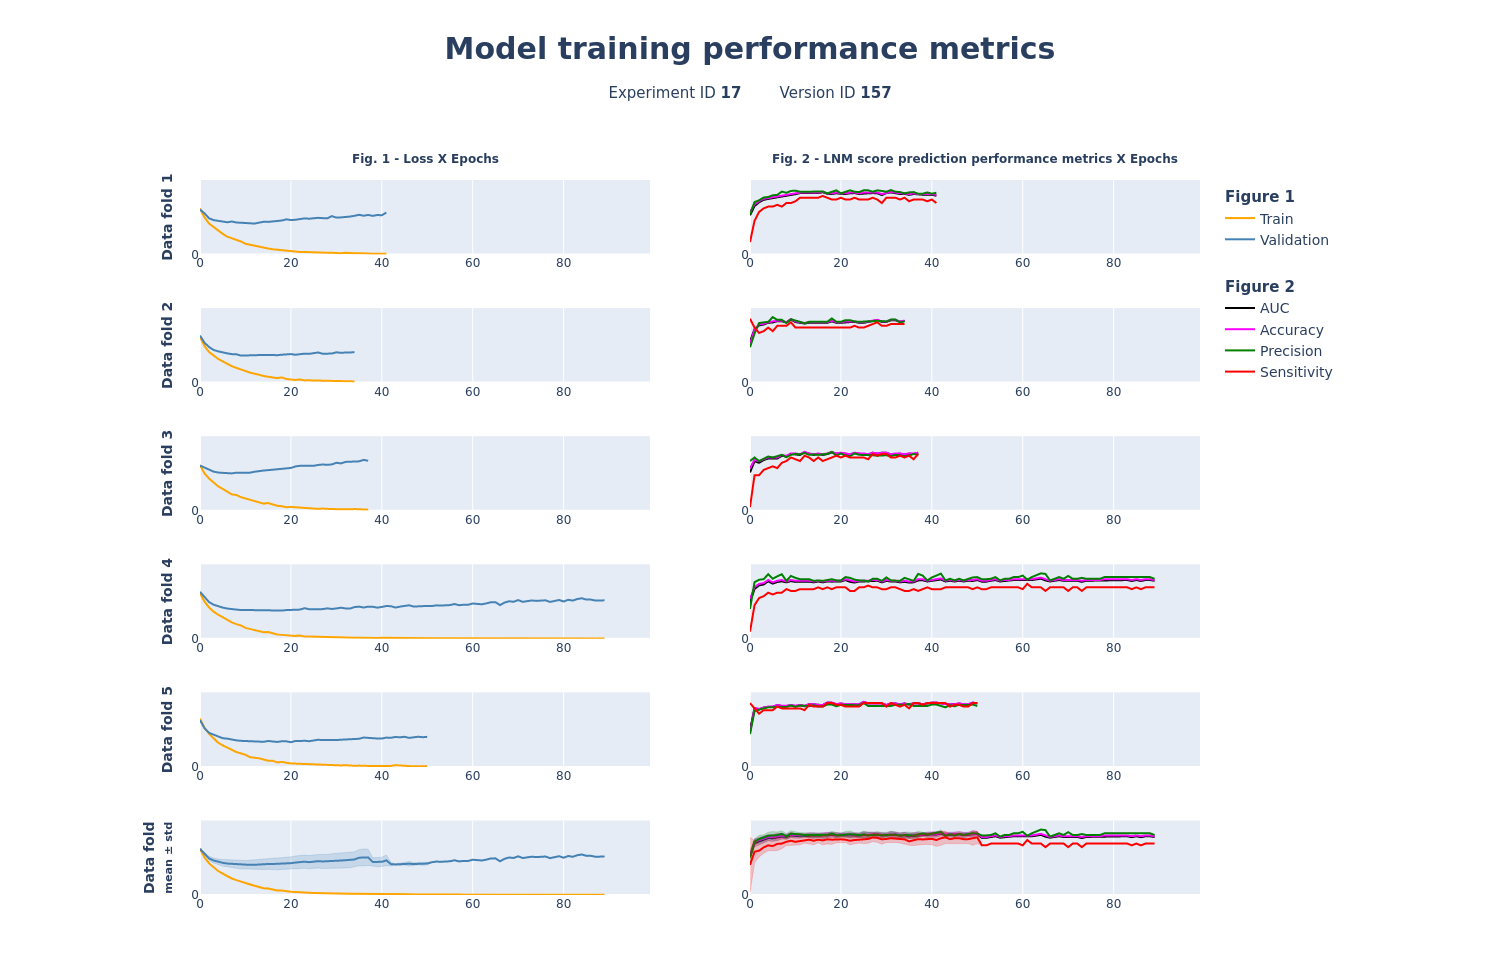 Model training performance metrics
Experiment ID 17 Version ID 157
Fig. 1 - Loss X Epochs
Fig. 2 - LNM score prediction performance metrics X Epochs
Data fold 1
0
0 20 40 60 80
0
0 20 40 60 80
Figure 1
Train
Validation
Figure 2
AUC
Accuracy
Precision
Sensitivity
Data fold 2
0
0 20 40 60 80
0
0 20 40 60 80
Data fold 3
0
0 20 40 60 80
0
0 20 40 60 80
Data fold 4
0
0 20 40 60 80
0
0 20 40 60 80
Data fold 5
0
0 20 40 60 80
0
0 20 40 60 80
Data fold
mean ± std
0
0 20 40 60 80
0
0 20 40 60 80